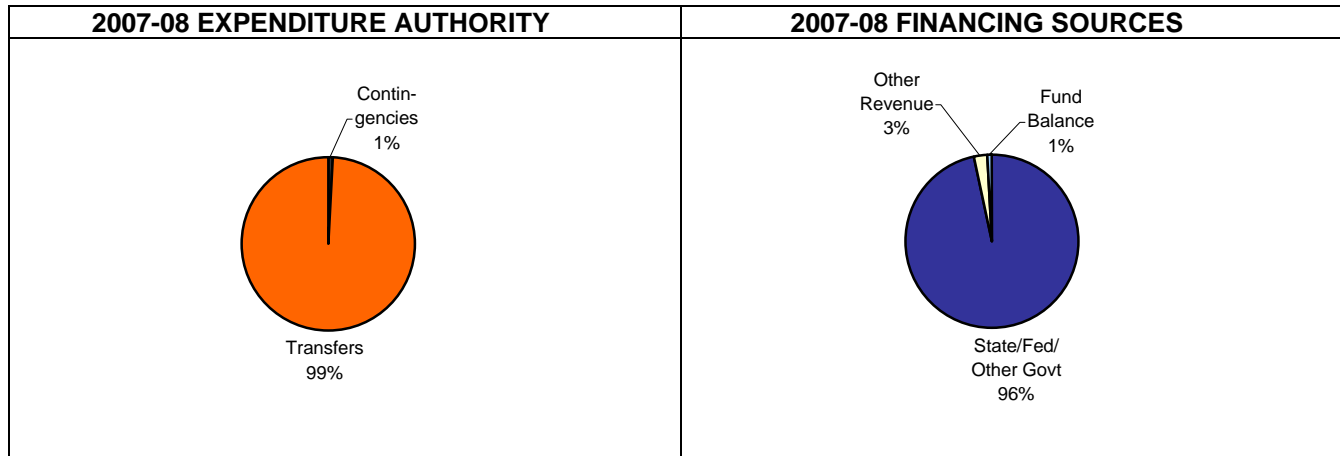 2007-08 EXPENDITURE AUTHORITY
Contin-
gencies
1%
Transfers
99%
2007-08 FINANCING SOURCES
Other
Revenue
3%
Fund
Balance
1%
State/Fed/
Other Govt
96%